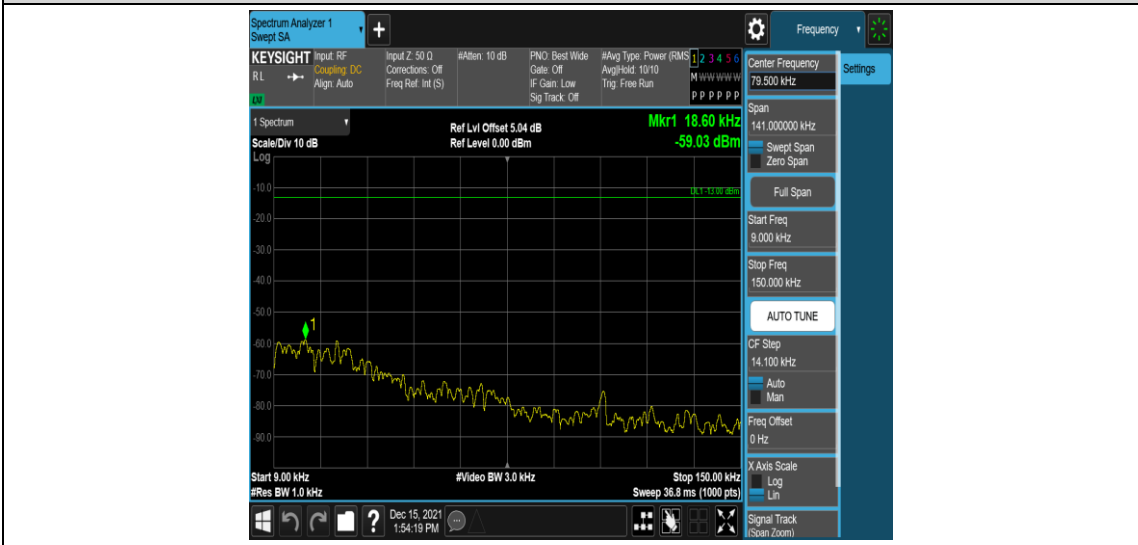 Spectrum Analyzer 1
Swept SA
Frequency
KEYSIGHT
RL
Input: RF
Coupling: DC
Align: Auto
Input Z: 50 Ω
Corrections: Off
Freq Ref: Int (S)
#Atten: 10 dB
PNO: Best Wide
Gate: Off
IF Gain: Low
Sig Track: Off
#Avg Type: Power (RMS
Avg|Hold: 10/10
Trig: Free Run
1 2 3 4 5 6
M W W W W W
P P P P P P
1 Spectrum
Scale/Div 10 dB
Log
Ref Lvl Offset 5.04 dB
Ref Level 0.00 dBm
Mkr1 18.60 kHz
-59.03 dBm
DL1 -13.00 dBm
-10.0
-20.0
-30.0
-40.0
-50.0
1
-60.0
-70.0
-80.0
-90.0
Start 9.00 kHz
#Video BW 3.0 kHz
Stop 150.00 kHz
#Res BW 1.0 kHz
Sweep 36.8 ms (1000 pts)
Center Frequency
79.500 kHz
Settings
Span
141.000000 kHz
Swept Span
Zero Span
Full Span
Start Freq
9.000 kHz
Stop Freq
150.000 kHz
AUTO TUNE
CF Step
14.100 kHz
Auto
Man
Freq Offset
0 Hz
X Axis Scale
Log
Lin
Signal Track
(Span Zoom)
?
Dec 15, 2021
1:54:19 PM